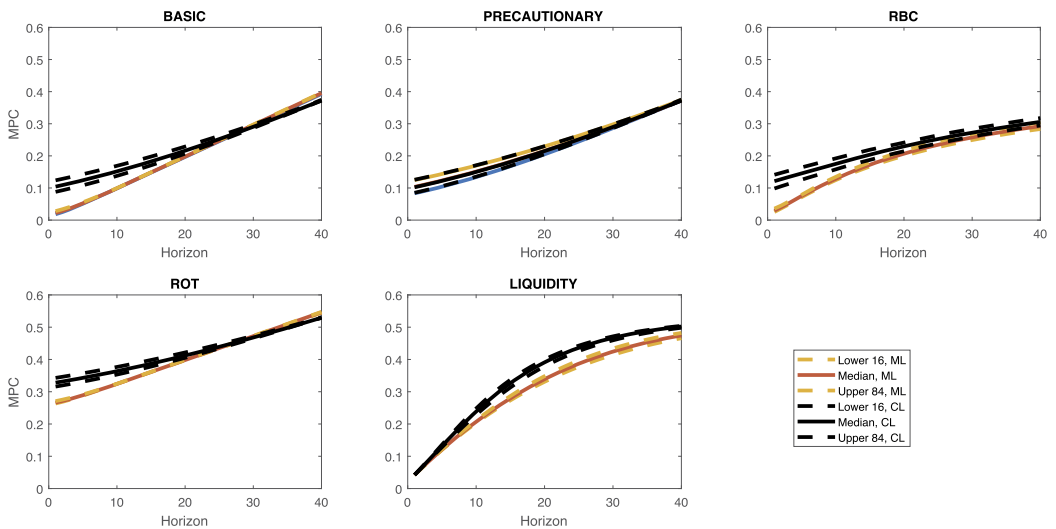 BASIC
0.6
0.5
0.4
0.3
0.2
0.1
0
MPC
0 10 20 30 40
Horizon
PRECAUTIONARY
0.6
0.5
0.4
0.3
0.2
0.1
0
0 10 20 30 40
Horizon
RBC
0.6
0.5
0.4
0.3
0.2
0.1
0
0 10 20 30 40
Horizon
ROT
0.6
0.5
0.4
0.3
0.2
0.1
0
MPC
0 10 20 30 40
Horizon
LIQUIDITY
0.6
0.5
0.4
0.3
0.2
0.1
0
0 10 20 30 40
Horizon
Lower 16, ML
Median, ML
Upper 84, ML
Lower 16, CL
Median, CL
Upper 84, CL